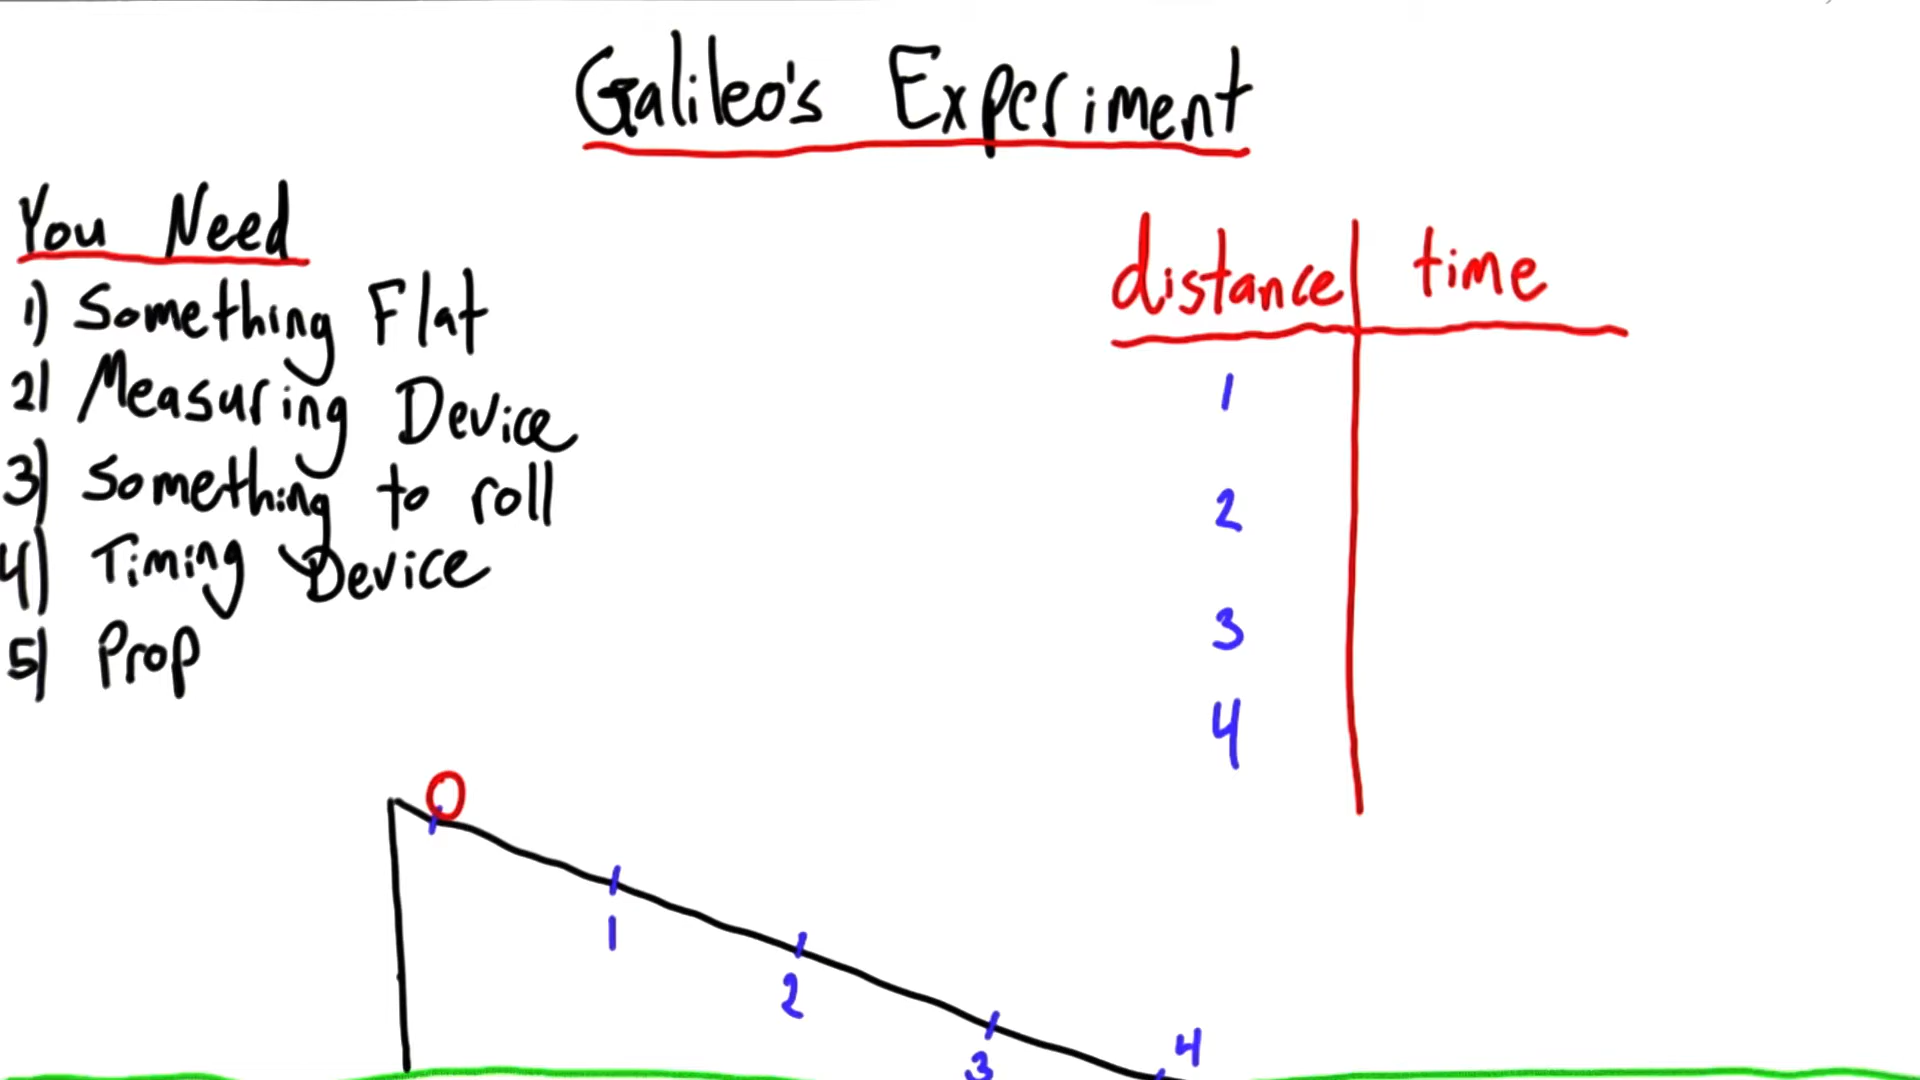 Galileo's Experiment
You Need
1) Something Flat
2) Measuring Device
3) Something to roll
4) Timing Device
5) Prop
distance time
1
2
3
4
1
2
3
4